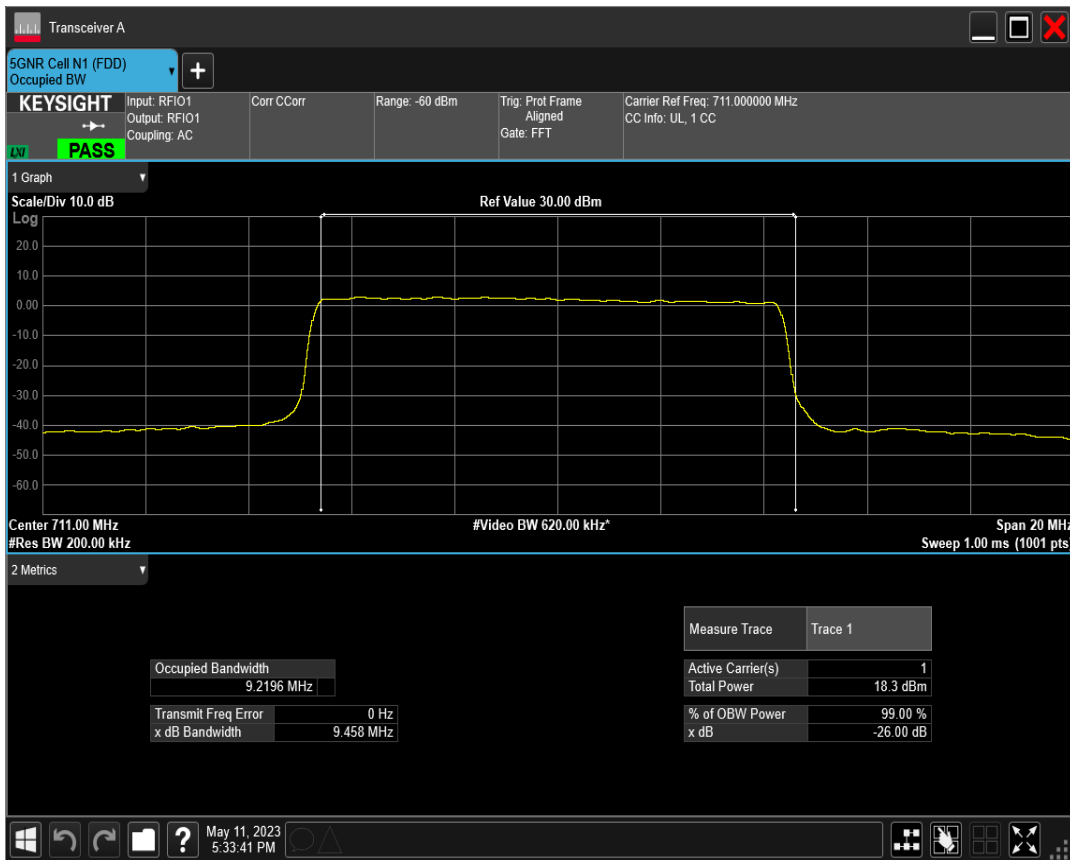 Transceiver A
5GNR Cell N1 (FDD)
Occupied BW
+
KEYSIGHT
LXI
PASS
Input: RFIO1
Output: RFIO1
Coupling: AC
Corr CCorr
Range: -60 dBm
Trig: Prot Frame
Aligned
Gate: FFT
Carrier Ref Freq: 711.000000 MHz
CC Info: UL, 1 CC
1 Graph
Scale/Div 10.0 dB
Ref Value 30.00 dBm
Log
20.0
10.0
0.00
-10.0
-20.0
-30.0
-40.0
-50.0
-60.0
Center 711.00 MHz
#Video BW 620.00 kHz*
Span 20 MHz
#Res BW 200.00 kHz
Sweep 1.00 ms (1001 pts)
2 Metrics
Measure Trace Trace 1
Occupied Bandwidth
9.2196 MHz
Active Carrier(s) 1
Total Power 18.3 dBm
Transmit Freq Error 0 Hz
x dB Bandwidth 9.458 MHz
% of OBW Power 99.00 %
x dB -26.00 dB
?
May 11, 2023
5:33:41 PM